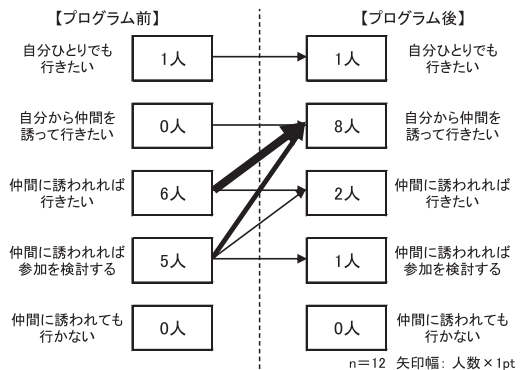 【プログラム前】 【プログラム後】
自分ひとりでも
行きたい
1人
1人
自分ひとりでも
行きたい
自分から仲間を
誘って行きたい
0人
8人
自分から仲間を
誘って行きたい
仲間に誘われれば
行きたい
6人
2人
仲間に誘われれば
行きたい
仲間に誘われれば
参加を検討する
5人
1人
仲間に誘われれば
参加を検討する
仲間に誘われても
行かない
0人
0人
仲間に誘われても
行かない
n=12 矢印幅: 人数×1pt